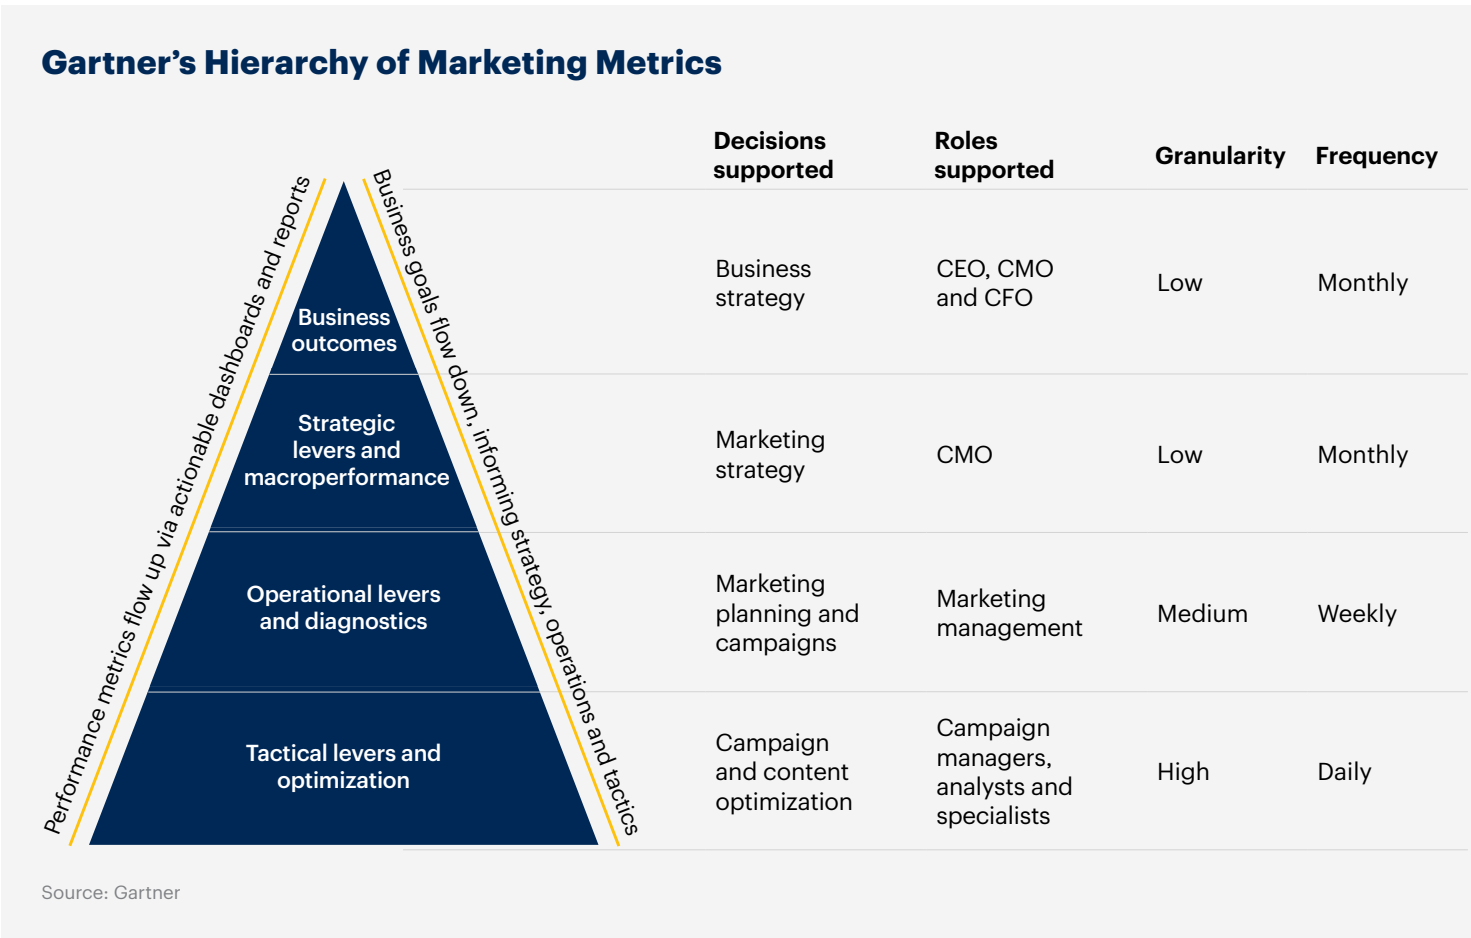 Gartner’s Hierarchy of Marketing Metrics
Decisions
supported
Roles
supported
Granularity
Frequency
Performance metrics flow up via actionable dashboards and reports
Business goals flow down, informing strategy, operations and tactics
Business
outcomes
Business
strategy
CEO, CMO
and CFO
Low
Monthly
Strategic
levers and
macroperformance
Marketing
strategy
CMO
Low
Monthly
Operational levers
and diagnostics
Marketing
planning and
campaigns
Marketing
management
Medium
Weekly
Tactical levers and
optimization
Campaign
and content
optimization
Campaign
managers,
analysts and
specialists
High
Daily
Source: Gartner